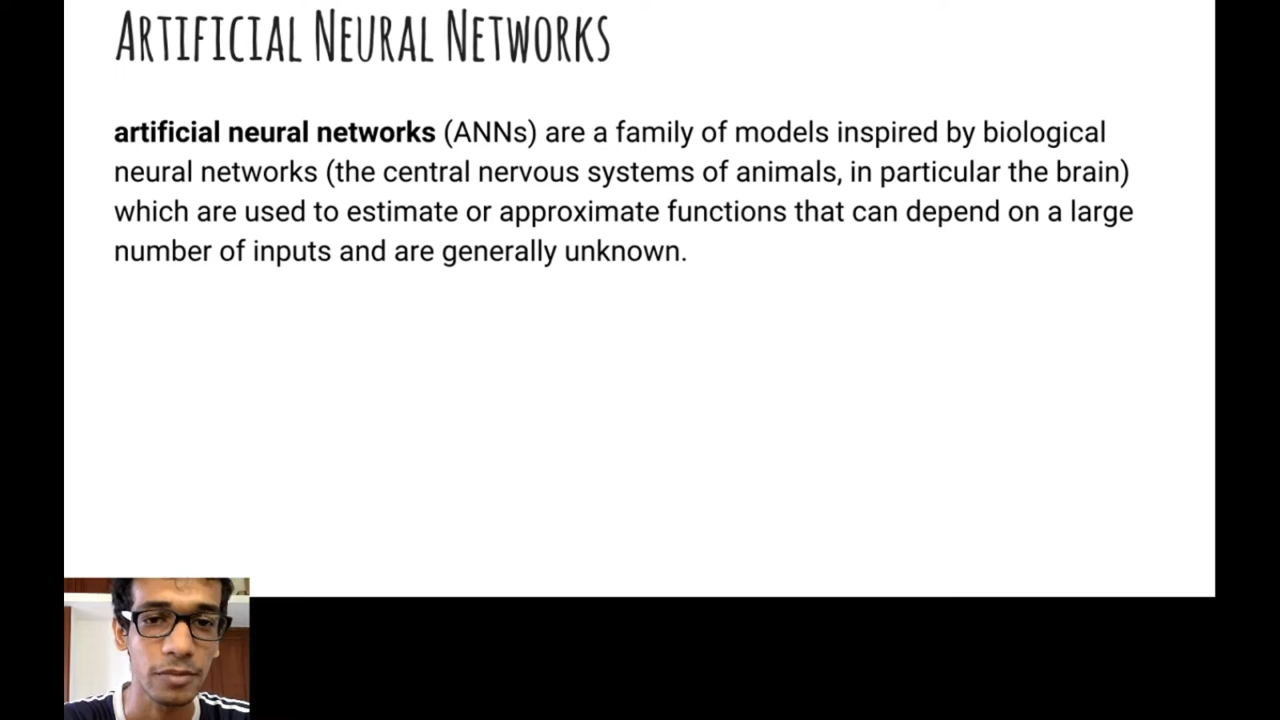 ARTIFICIAL NEURAL NETWORKS
artificial neural networks (ANNs) are a family of models inspired by biological
neural networks (the central nervous systems of animals, in particular the brain)
which are used to estimate or approximate functions that can depend on a large
number of inputs and are generally unknown.